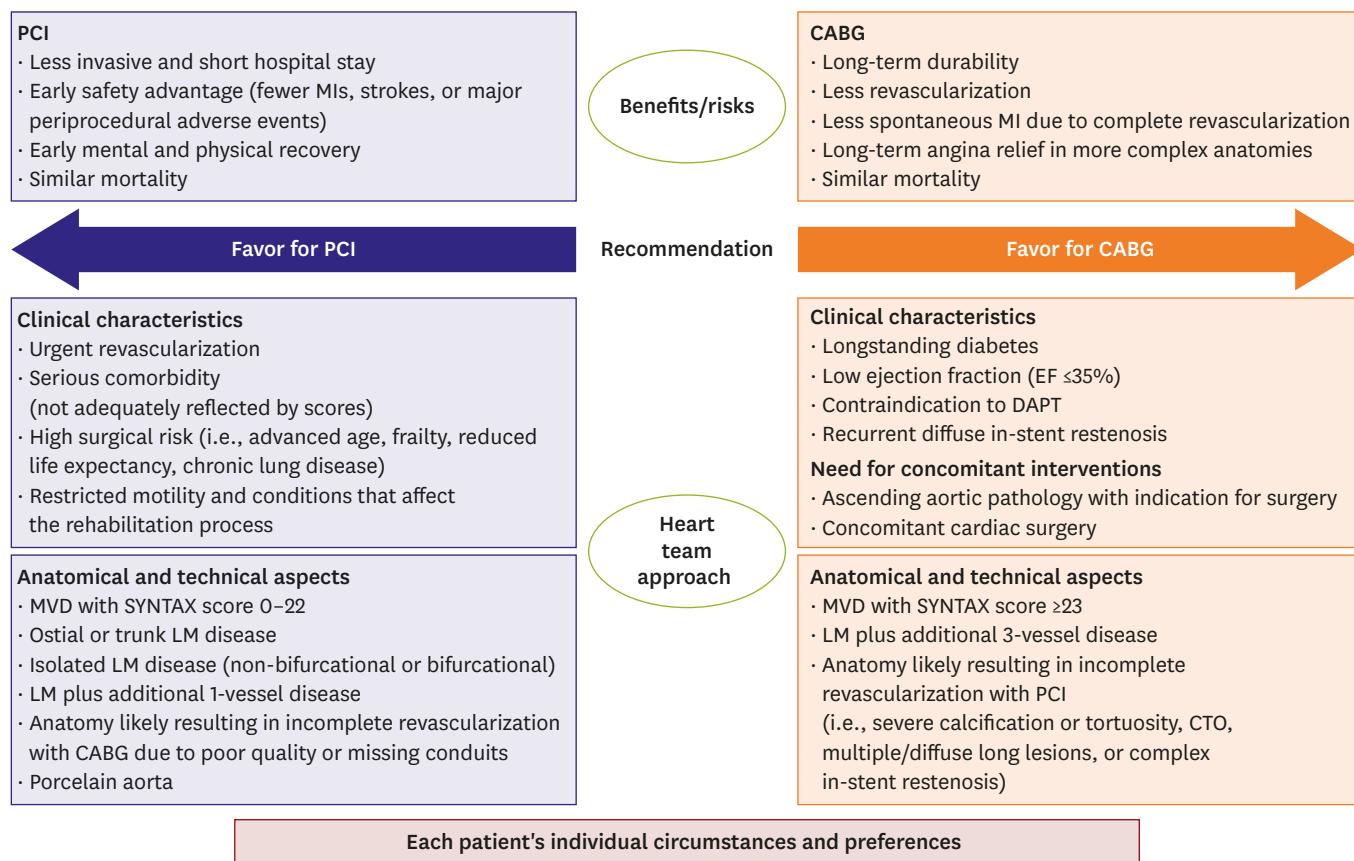 PCI
· Less invasive and short hospital stay
· Early safety advantage (fewer MIs, strokes, or major
periprocedural adverse events)
· Early mental and physical recovery
· Similar mortality
Benefits/risks
CABG
· Long-term durability
· Less revascularization
· Less spontaneous MI due to complete revascularization
· Long-term angina relief in more complex anatomies
· Similar mortality
Favor for PCI
Recommendation
Favor for CABG
Clinical characteristics
· Urgent revascularization
· Serious comorbidity
(not adequately reflected by scores)
· High surgical risk (i.e., advanced age, frailty, reduced
life expectancy, chronic lung disease)
· Restricted motility and conditions that affect
the rehabilitation process
Anatomical and technical aspects
· MVD with SYNTAX score 0–22
· Ostial or trunk LM disease
· Isolated LM disease (non-bifurcational or bifurcational)
· LM plus additional 1-vessel disease
· Anatomy likely resulting in incomplete revascularization
with CABG due to poor quality or missing conduits
· Porcelain aorta
Heart
team
approach
Clinical characteristics
· Longstanding diabetes
· Low ejection fraction (EF ≤35%)
· Contraindication to DAPT
· Recurrent diffuse in-stent restenosis
Need for concomitant interventions
· Ascending aortic pathology with indication for surgery
· Concomitant cardiac surgery
Anatomical and technical aspects
· MVD with SYNTAX score ≥23
· LM plus additional 3-vessel disease
· Anatomy likely resulting in incomplete
revascularization with PCI
(i.e., severe calcification or tortuosity, CTO,
multiple/diffuse long lesions, or complex
in-stent restenosis)
Each patient's individual circumstances and preferences